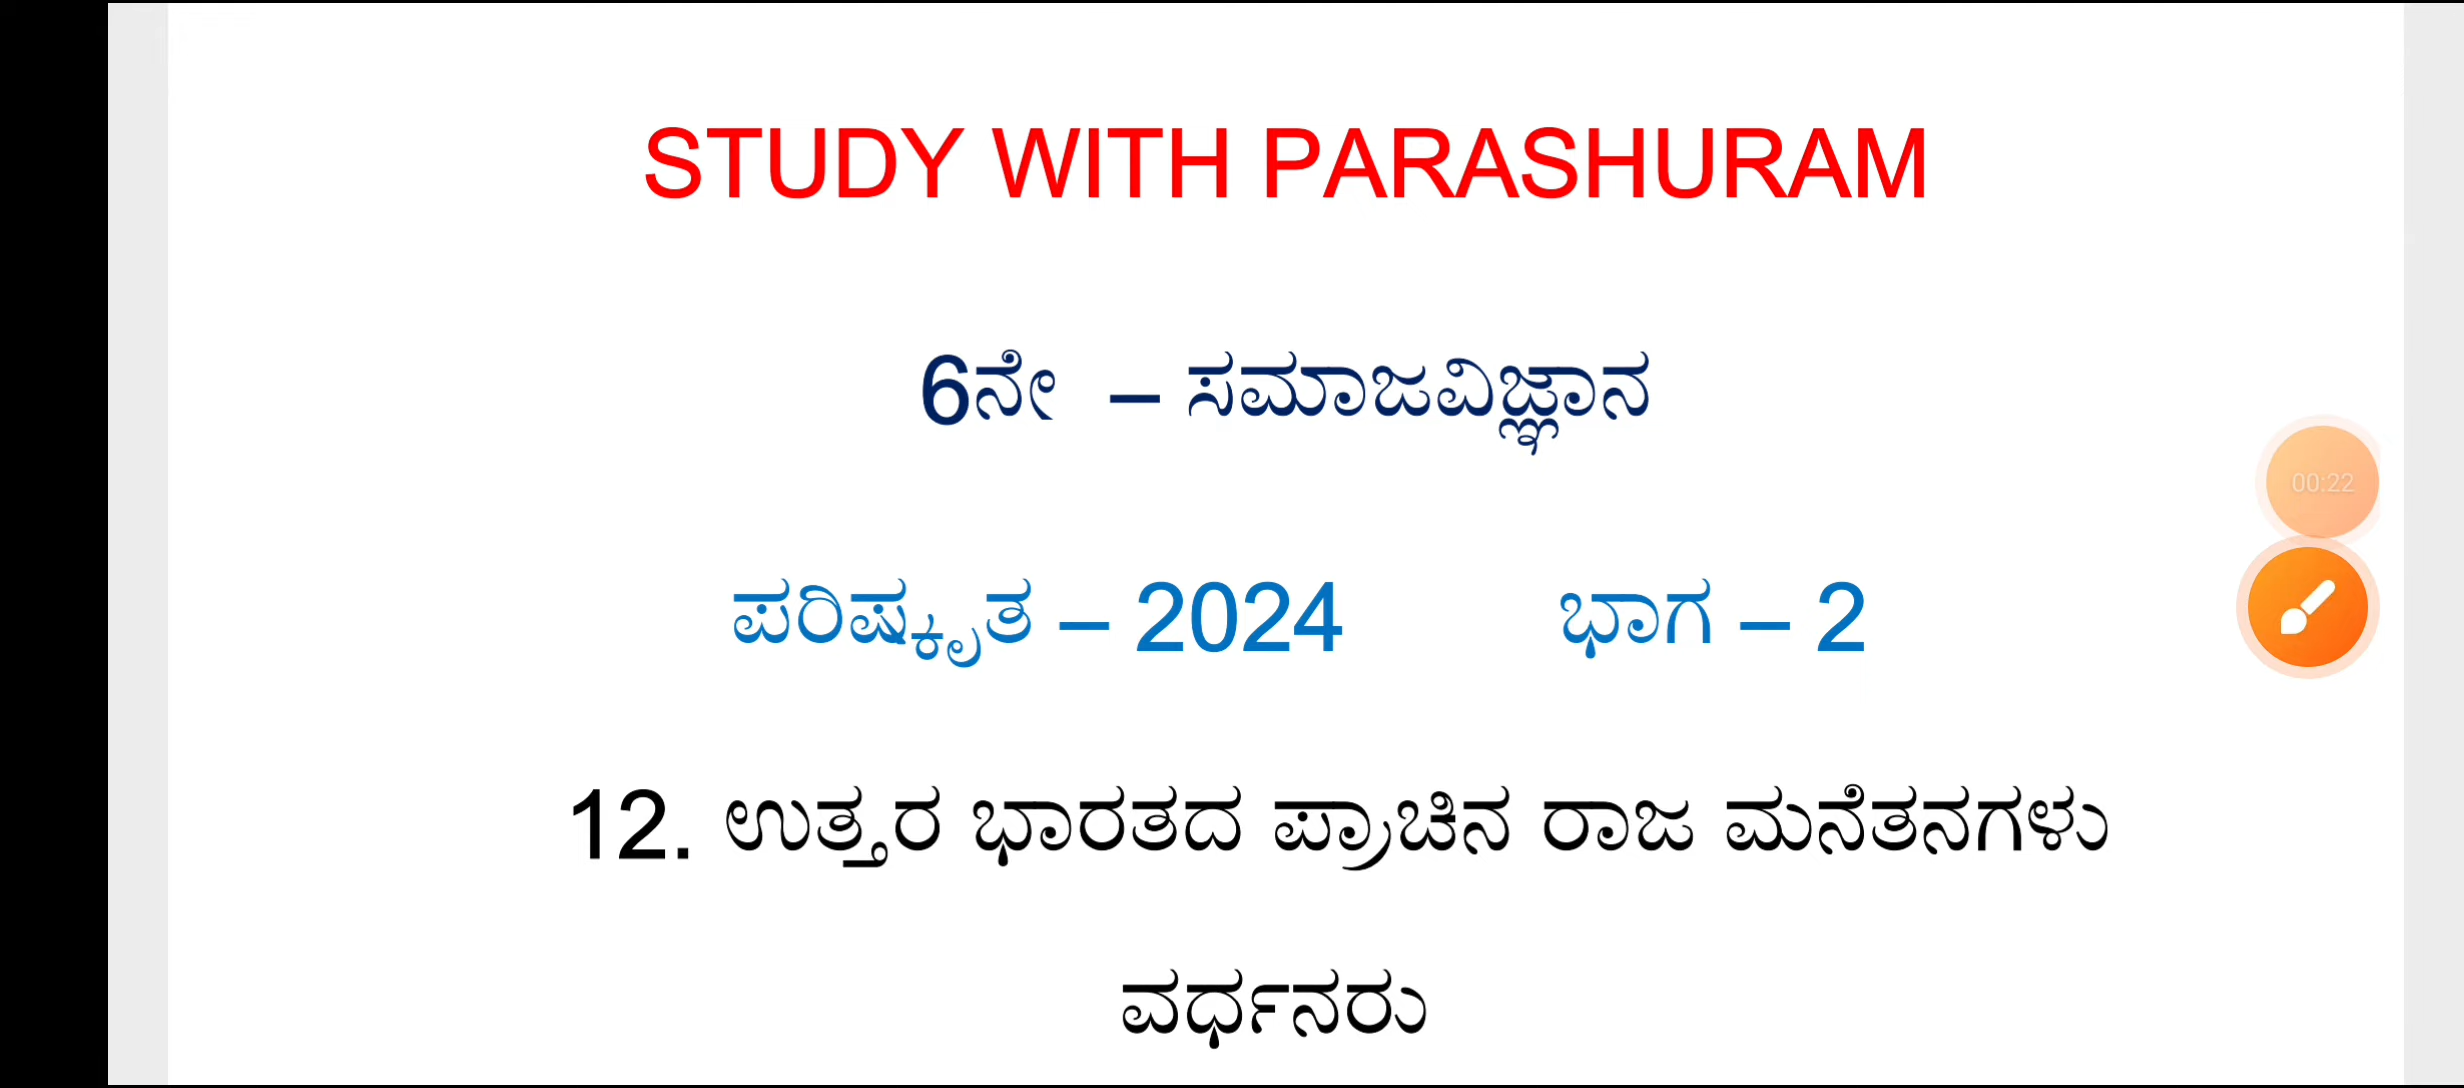 STUDY WITH PARASHURAM
6ನೇ – ಸಮಾಜವಿಜ್ಞಾನ
00:22
ಪರಿಷ್ಕೃತ – 2024 ಭಾಗ – 2
12. ಉತ್ತರ ಭಾರತದ ಪ್ರಾಚಿನ ರಾಜ ಮನೆತನಗಳು
ವರ್ಧನರು